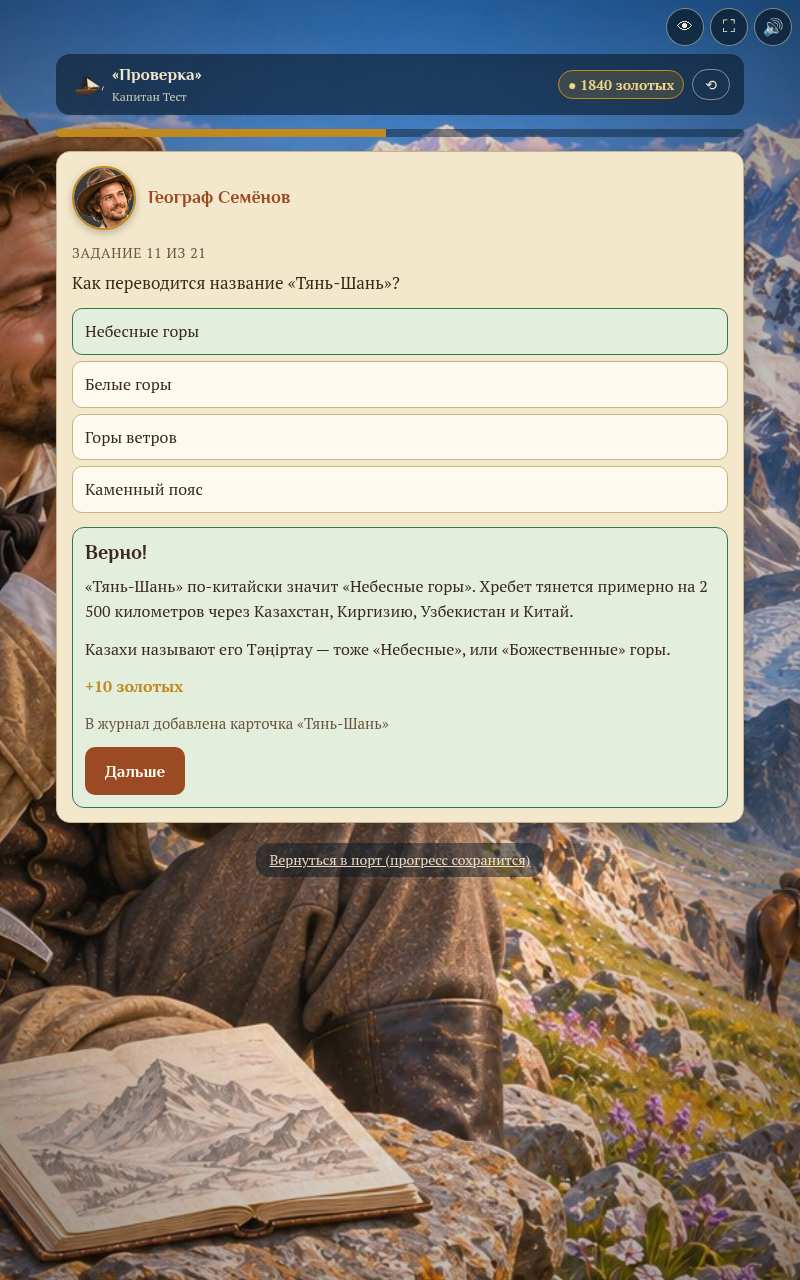 «Проверка»
Капитан Тест
● 1840 золотых
Географ Семёнов
ЗАДАНИЕ 11 ИЗ 21
Как переводится название «Тянь-Шань»?
Небесные горы
Белые горы
Горы ветров
Каменный пояс
Верно!
«Тянь-Шань» по-китайски значит «Небесные горы». Хребет тянется примерно на 2
500 километров через Казахстан, Киргизию, Узбекистан и Китай.
Казахи называют его Тәңіртау — тоже «Небесные», или «Божественные» горы.
+10 золотых
В журнал добавлена карточка «Тянь-Шань»
Дальше
Вернуться в порт (прогресс сохранится)